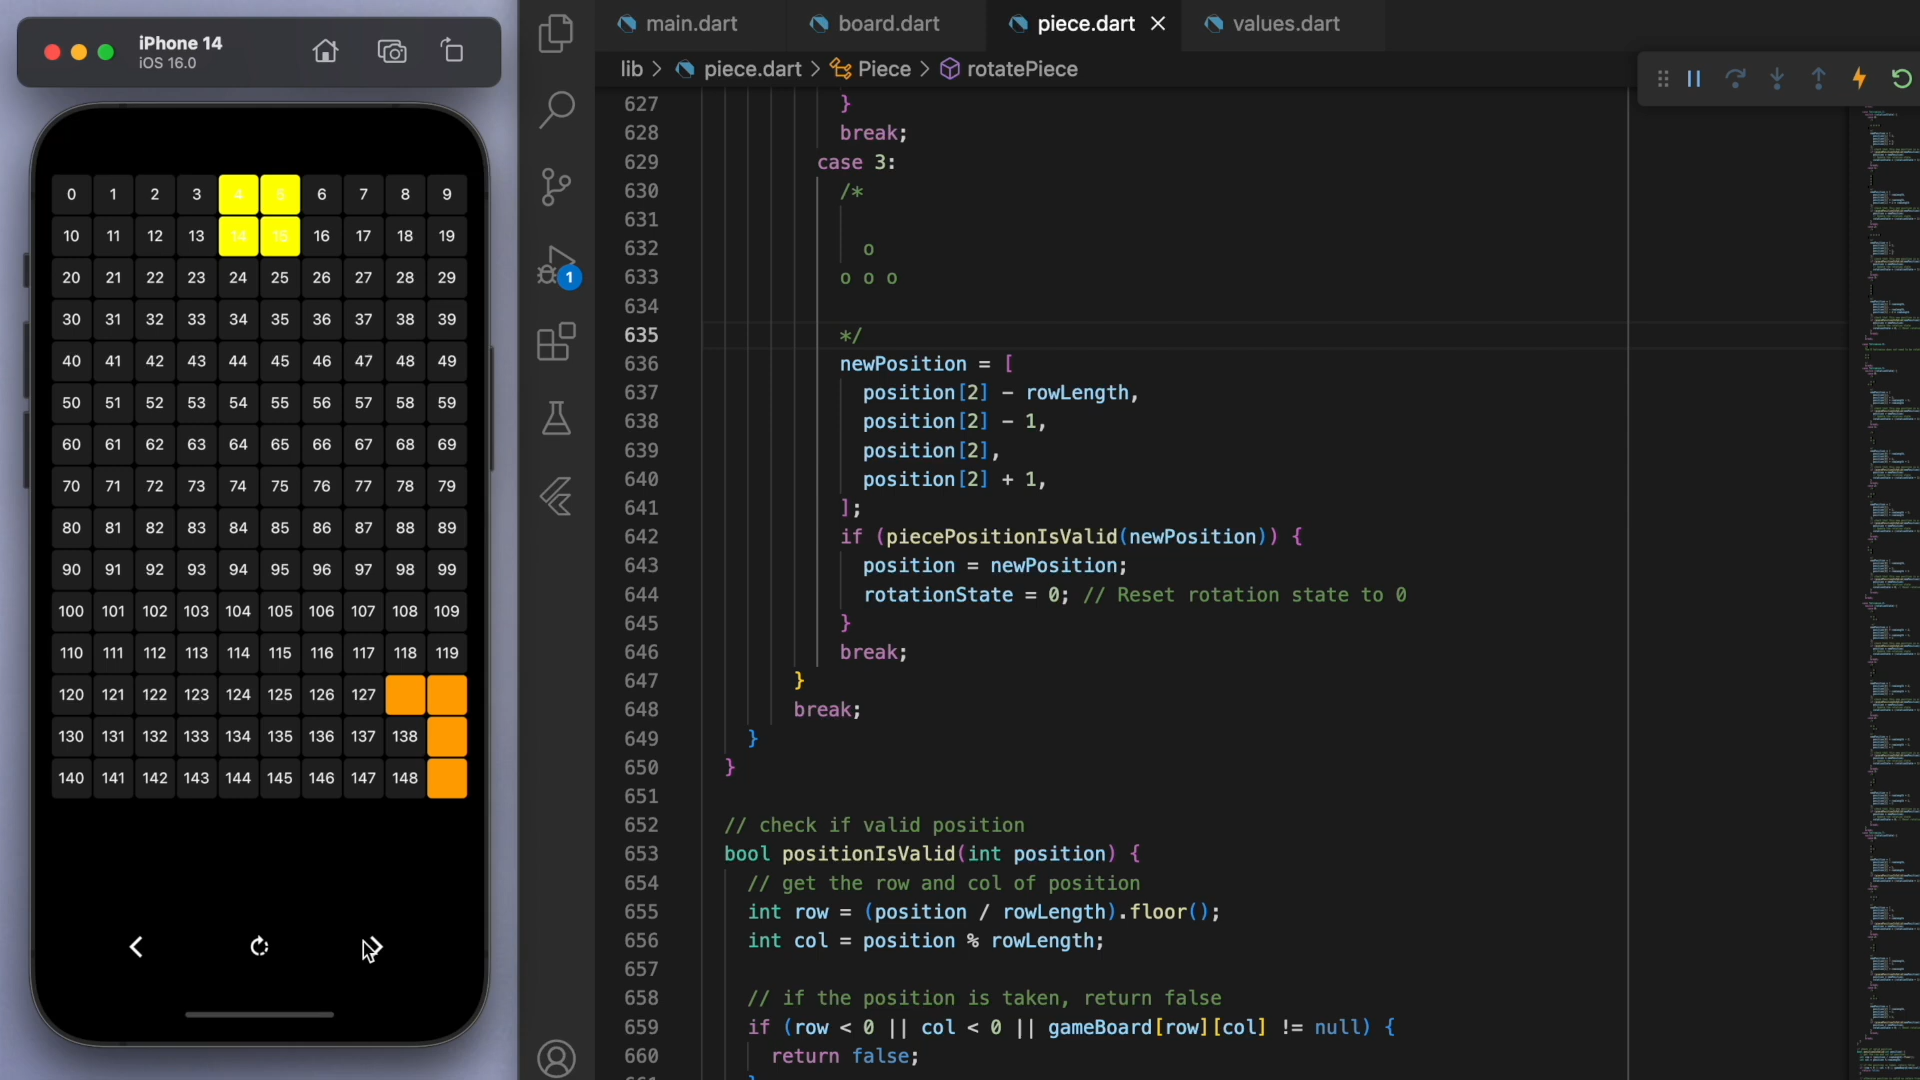 iPhone 14
iOS 16.0
0 1 2 3 4 5 6 7 8 9
10 11 12 13 14 15 16 17 18 19
20 21 22 23 24 25 26 27 28 29
30 31 32 33 34 35 36 37 38 39
40 41 42 43 44 45 46 47 48 49
50 51 52 53 54 55 56 57 58 59
60 61 62 63 64 65 66 67 68 69
70 71 72 73 74 75 76 77 78 79
80 81 82 83 84 85 86 87 88 89
90 91 92 93 94 95 96 97 98 99
100 101 102 103 104 105 106 107 108 109
110 111 112 113 114 115 116 117 118 119
120 121 122 123 124 125 126 127
130 131 132 133 134 135 136 137 138
140 141 142 143 144 145 146 147 148
1
main.dart board.dart piece.dart values.dart
lib > piece.dart > Piece > rotatePiece
627 }
628 break;
629 case 3:
630 /*
631
632 o
633 o o o
634
635 */
636 newPosition = [
637 position[2] - rowLength,
638 position[2] - 1,
639 position[2],
640 position[2] + 1,
641 ];
642 if (piecePositionIsValid(newPosition)) {
643 position = newPosition;
644 rotationState = 0; // Reset rotation state to 0
645 }
646 break;
647 }
648 break;
649 }
650 }
651
652 // check if valid position
653 bool positionIsValid(int position) {
654 // get the row and col of position
655 int row = (position / rowLength).floor();
656 int col = position % rowLength;
657
658 // if the position is taken, return false
659 if (row < 0 || col < 0 || gameBoard[row][col] != null) {
660 return false;